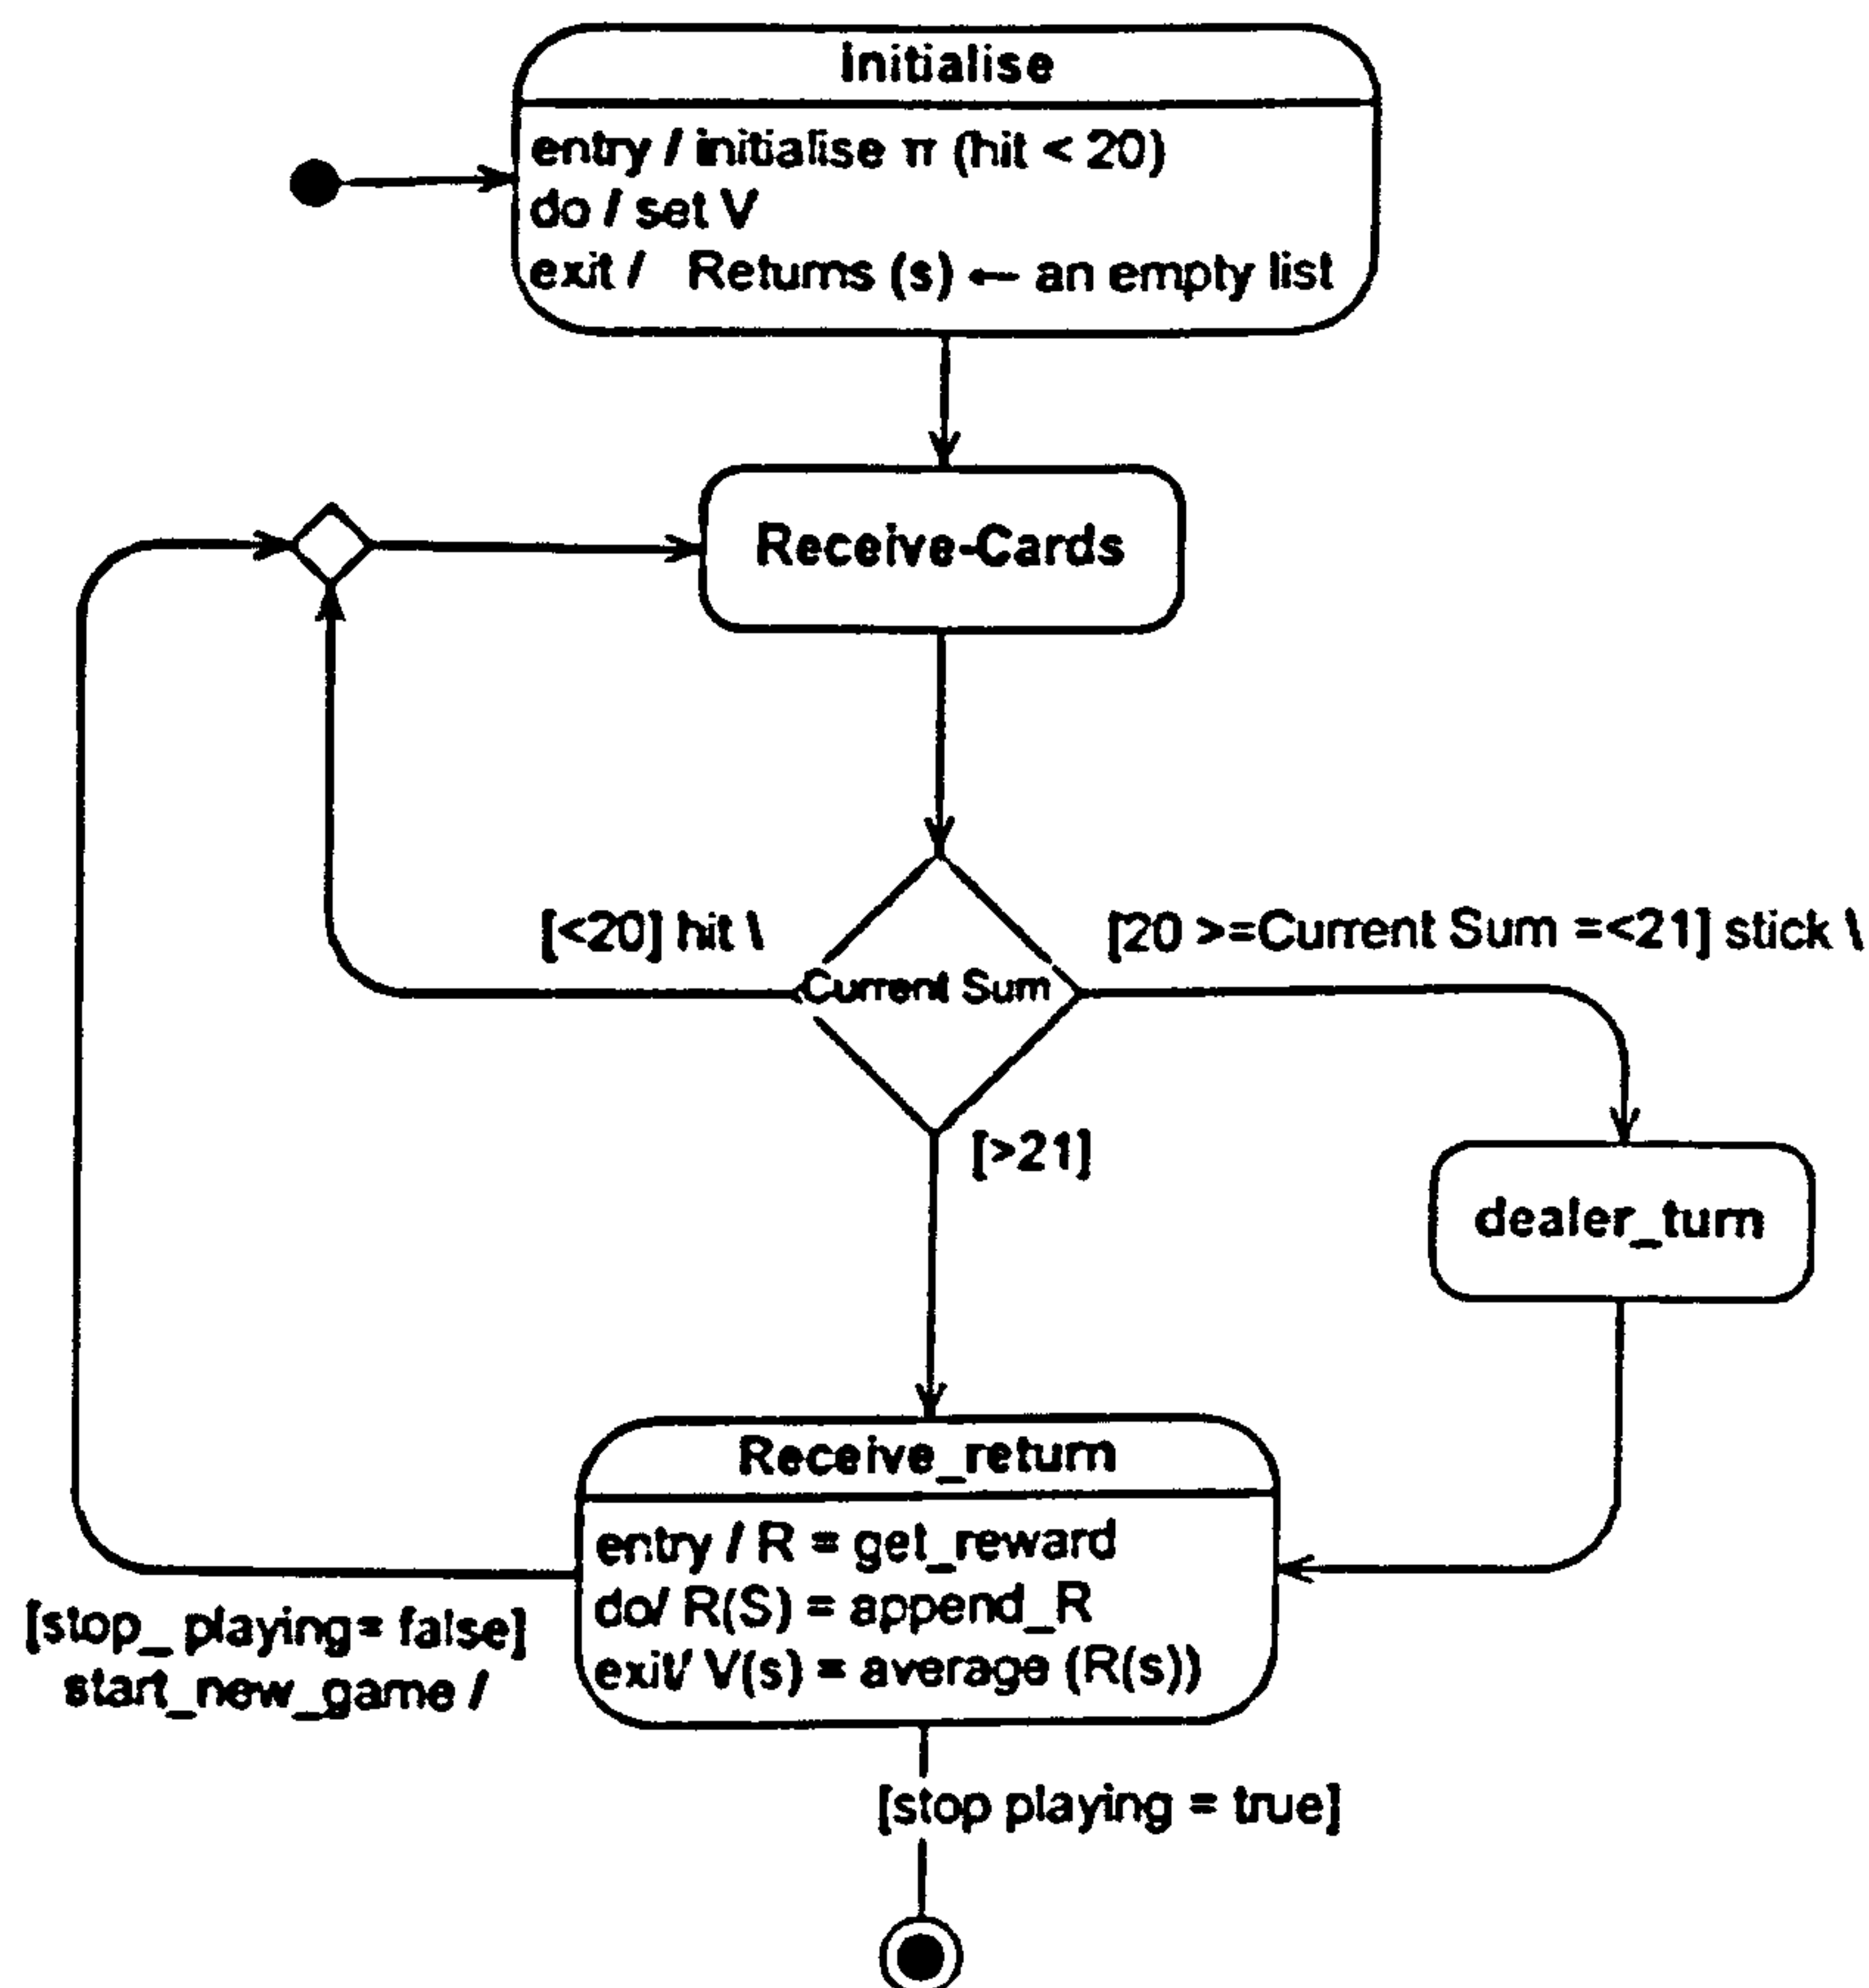 Initialise
entry / initialise π (hit < 20)
do / set V
exit / Returns (s) ← an empty list
Receive-Cards
[<20] hit \
[20 >=Current Sum =<21] stick \
Current Sum
[>21]
dealer_turn
Receive_return
entry / R = get_reward
do/ R(S) = append_R
exit/ V(s) = average (R(s))
[stop_ playing= false]
start_new_game /
[stop playing = true]